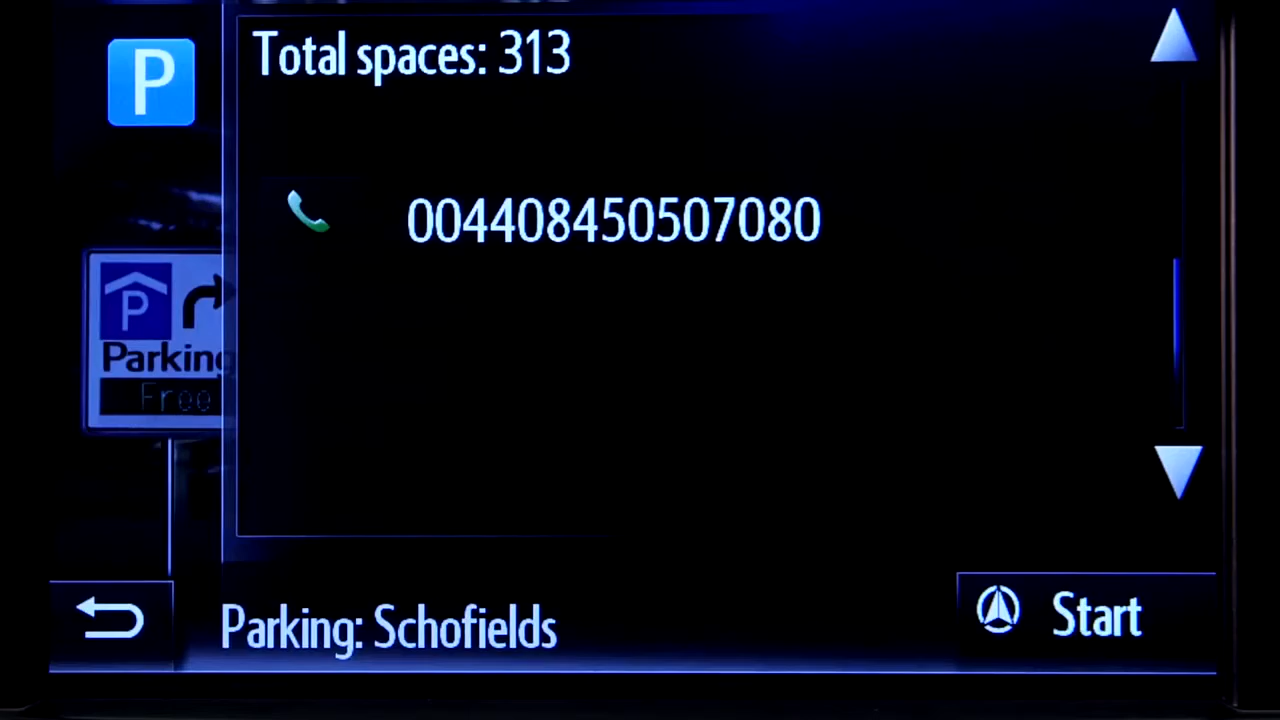 P
Total spaces: 313
004408450507080
P
Parking
Free
Parking: Schofields
Start